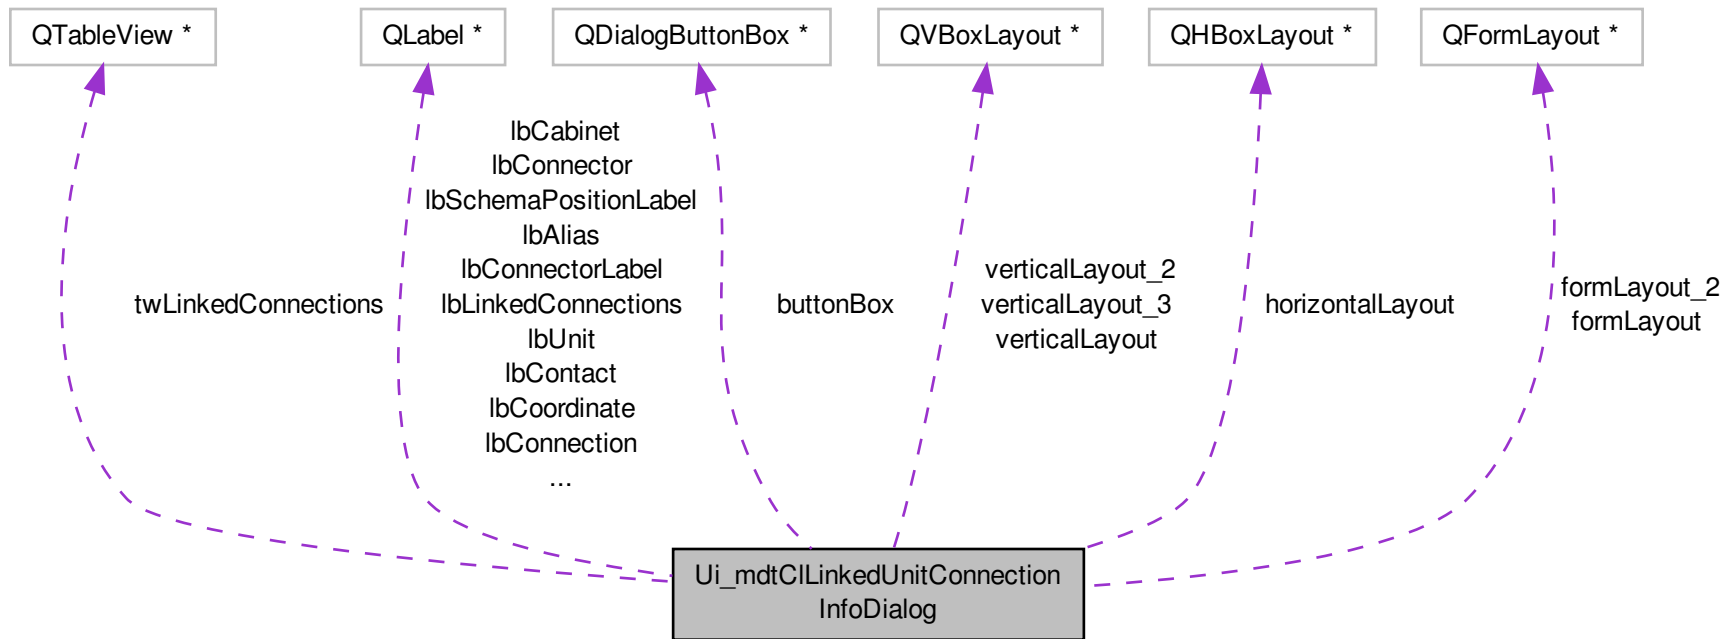 QTableView *
QLabel *
QDialogButtonBox *
QVBoxLayout *
QHBoxLayout *
QFormLayout *
twLinkedConnections
lbCabinet
lbConnector
lbSchemaPositionLabel
lbAlias
lbConnectorLabel
lbLinkedConnections
lbUnit
lbContact
lbCoordinate
lbConnection
...
buttonBox
verticalLayout_2
verticalLayout_3
verticalLayout
horizontalLayout
formLayout_2
formLayout
Ui_mdtClLinkedUnitConnection
InfoDialog